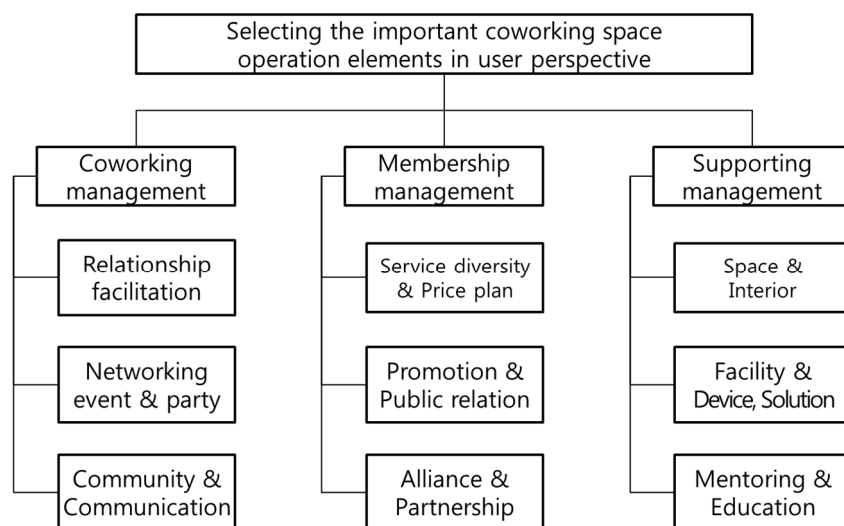 Selecting the important coworking space
operation elements in user perspective
Coworking
management
Membership
management
Supporting
management
Relationship
facilitation
Service diversity
& Price plan
Space &
Interior
Networking
event & party
Promotion &
Public relation
Facility &
Device, Solution
Community &
Communication
Alliance &
Partnership
Mentoring &
Education